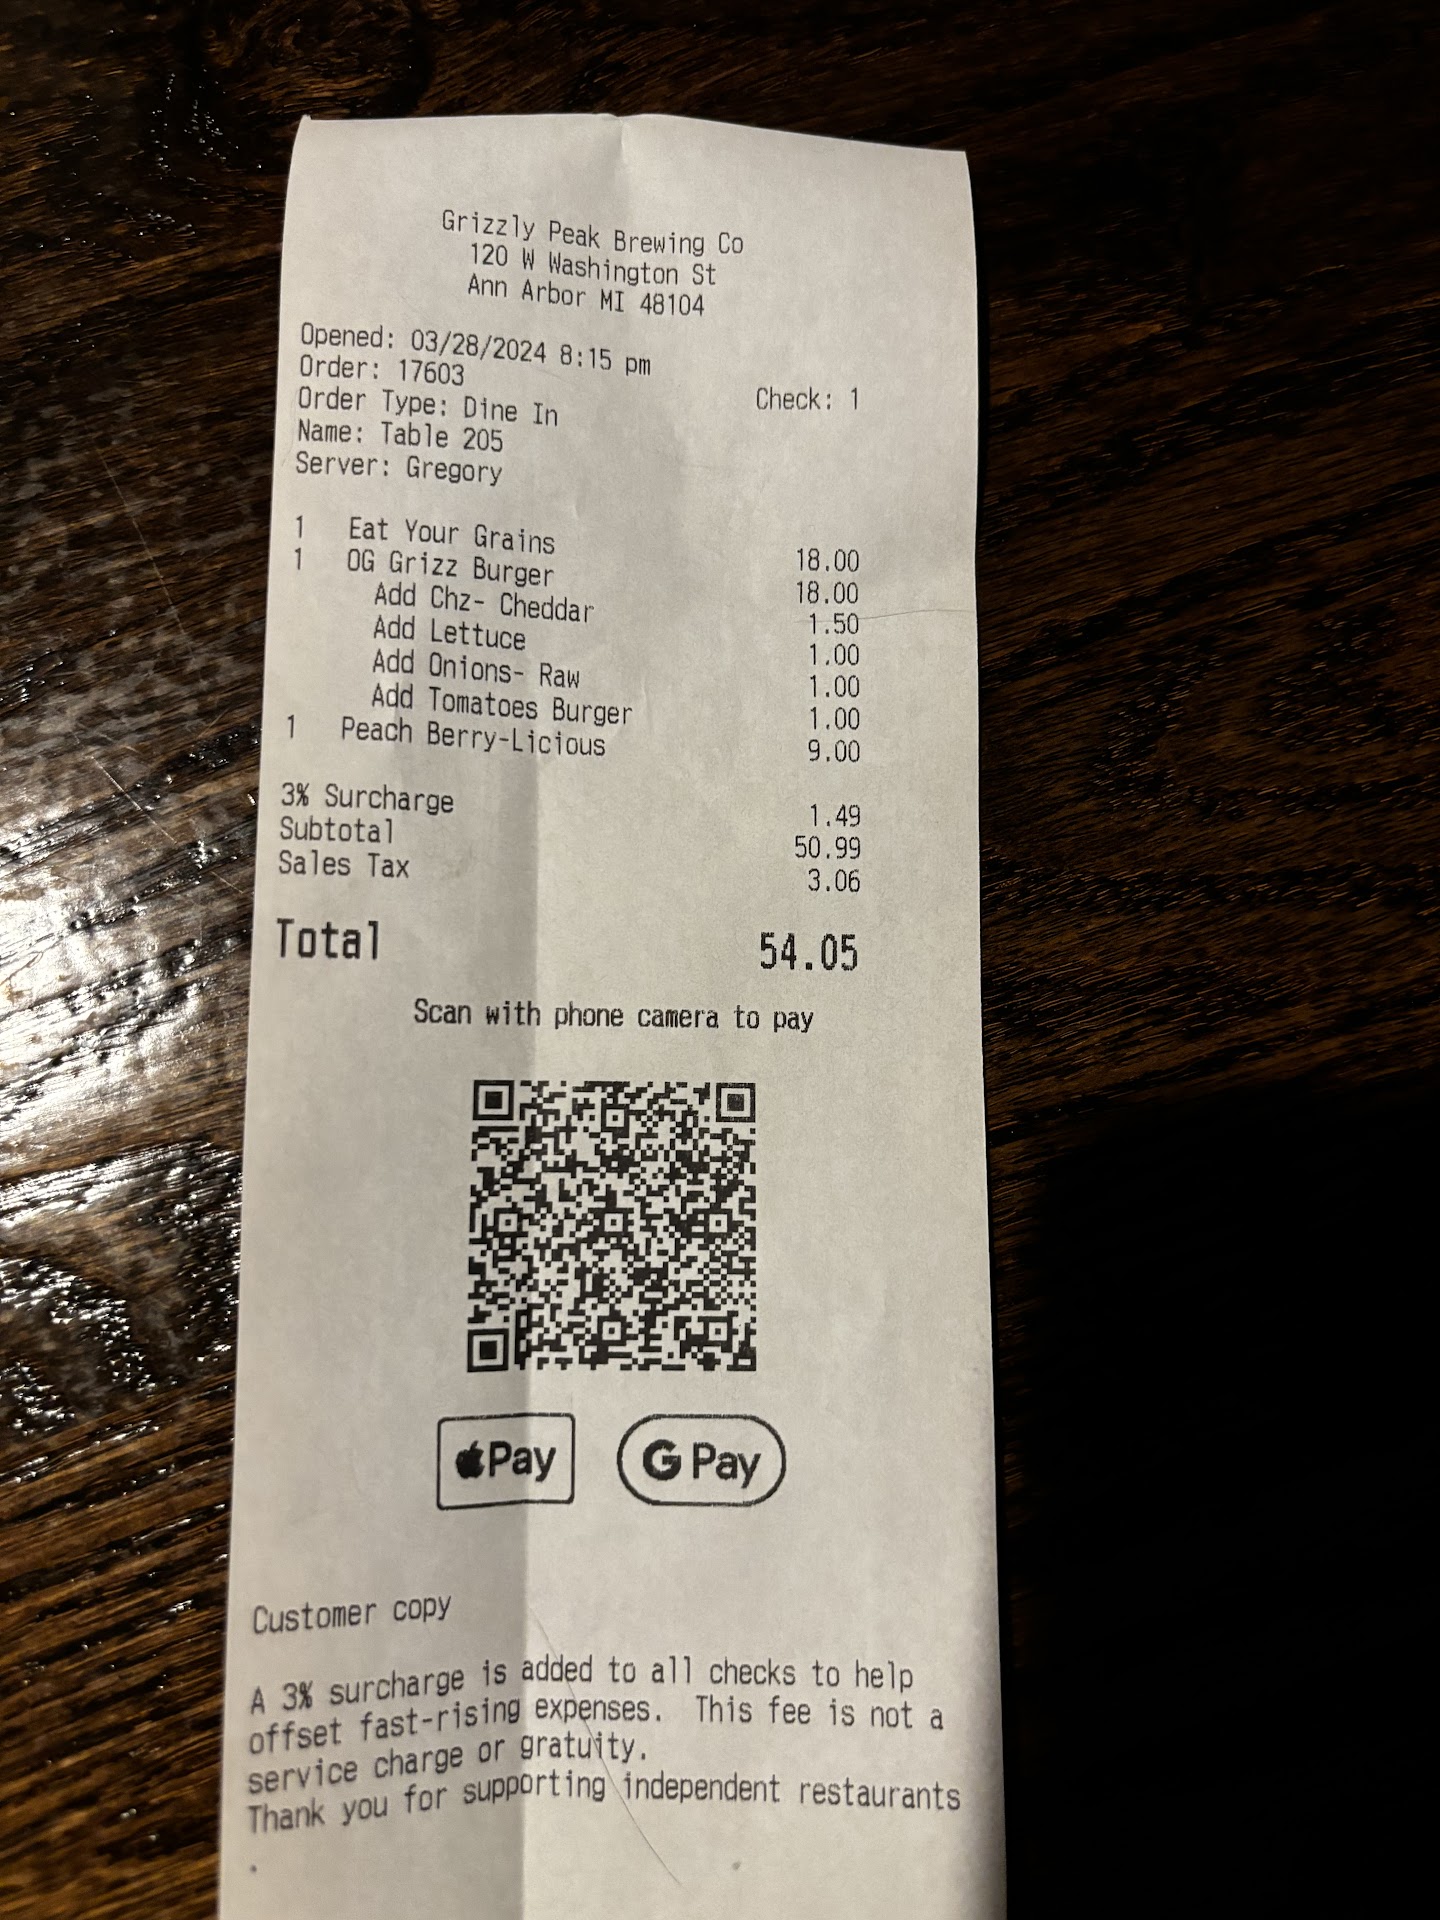 Grizzly Peak Brewing Co
120 W Washington St
Ann Arbor MI 48104
Opened: 03/28/2024 8:15 pm
Order: 17603 Check: 1
Order Type: Dine In
Name: Table 205
Server: Gregory
1 Eat Your Grains 18.00
1 OG Grizz Burger 18.00
Add Chz- Cheddar 1.50
Add Lettuce 1.00
Add Onions- Raw 1.00
Add Tomatoes Burger 1.00
1 Peach Berry-Licious 9.00
3% Surcharge 1.49
Subtotal 50.99
Sales Tax 3.06
Total 54.05
Scan with phone camera to pay
Pay G Pay
Customer copy
A 3% surcharge is added to all checks to help
offset fast-rising expenses. This fee is not a
service charge or gratuity.
Thank you for supporting independent restaurants
.